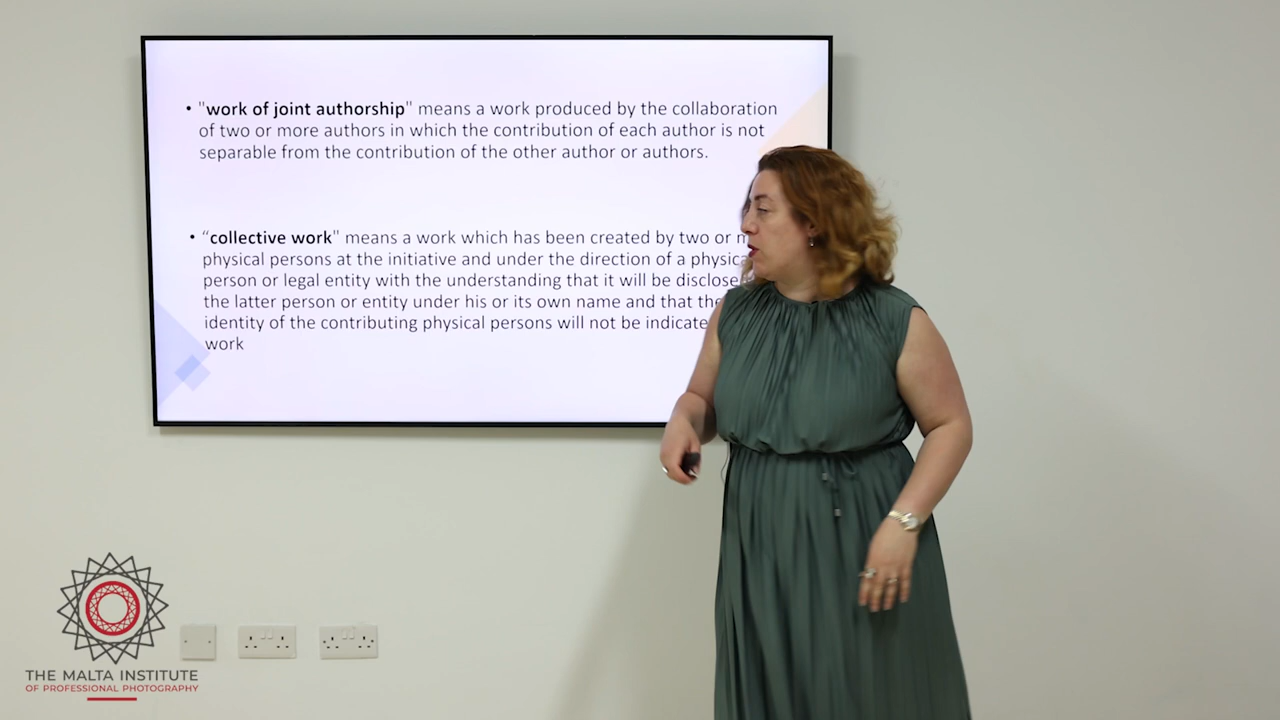 • "work of joint authorship" means a work produced by the collaboration
of two or more authors in which the contribution of each author is not
separable from the contribution of the other author or authors.
• “collective work" means a work which has been created by two or
physical persons at the initiative and under the direction of a
person or legal entity with the understanding that it will be
the latter person or entity under his or its own name and that the
identity of the contributing physical persons will not be
work
THE MALTA INSTITUTE
OF PROFESSIONAL PHOTOGRAPHY